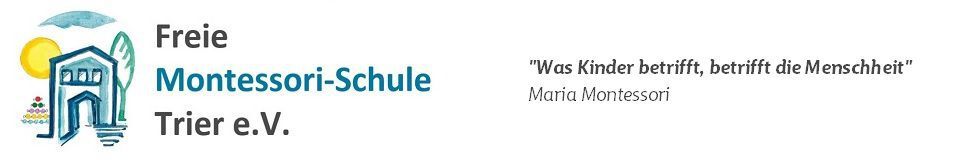 Freie
Montessori-Schule
Trier e.V.
"Was Kinder betrifft, betrifft die Menschheit"
Maria Montessori